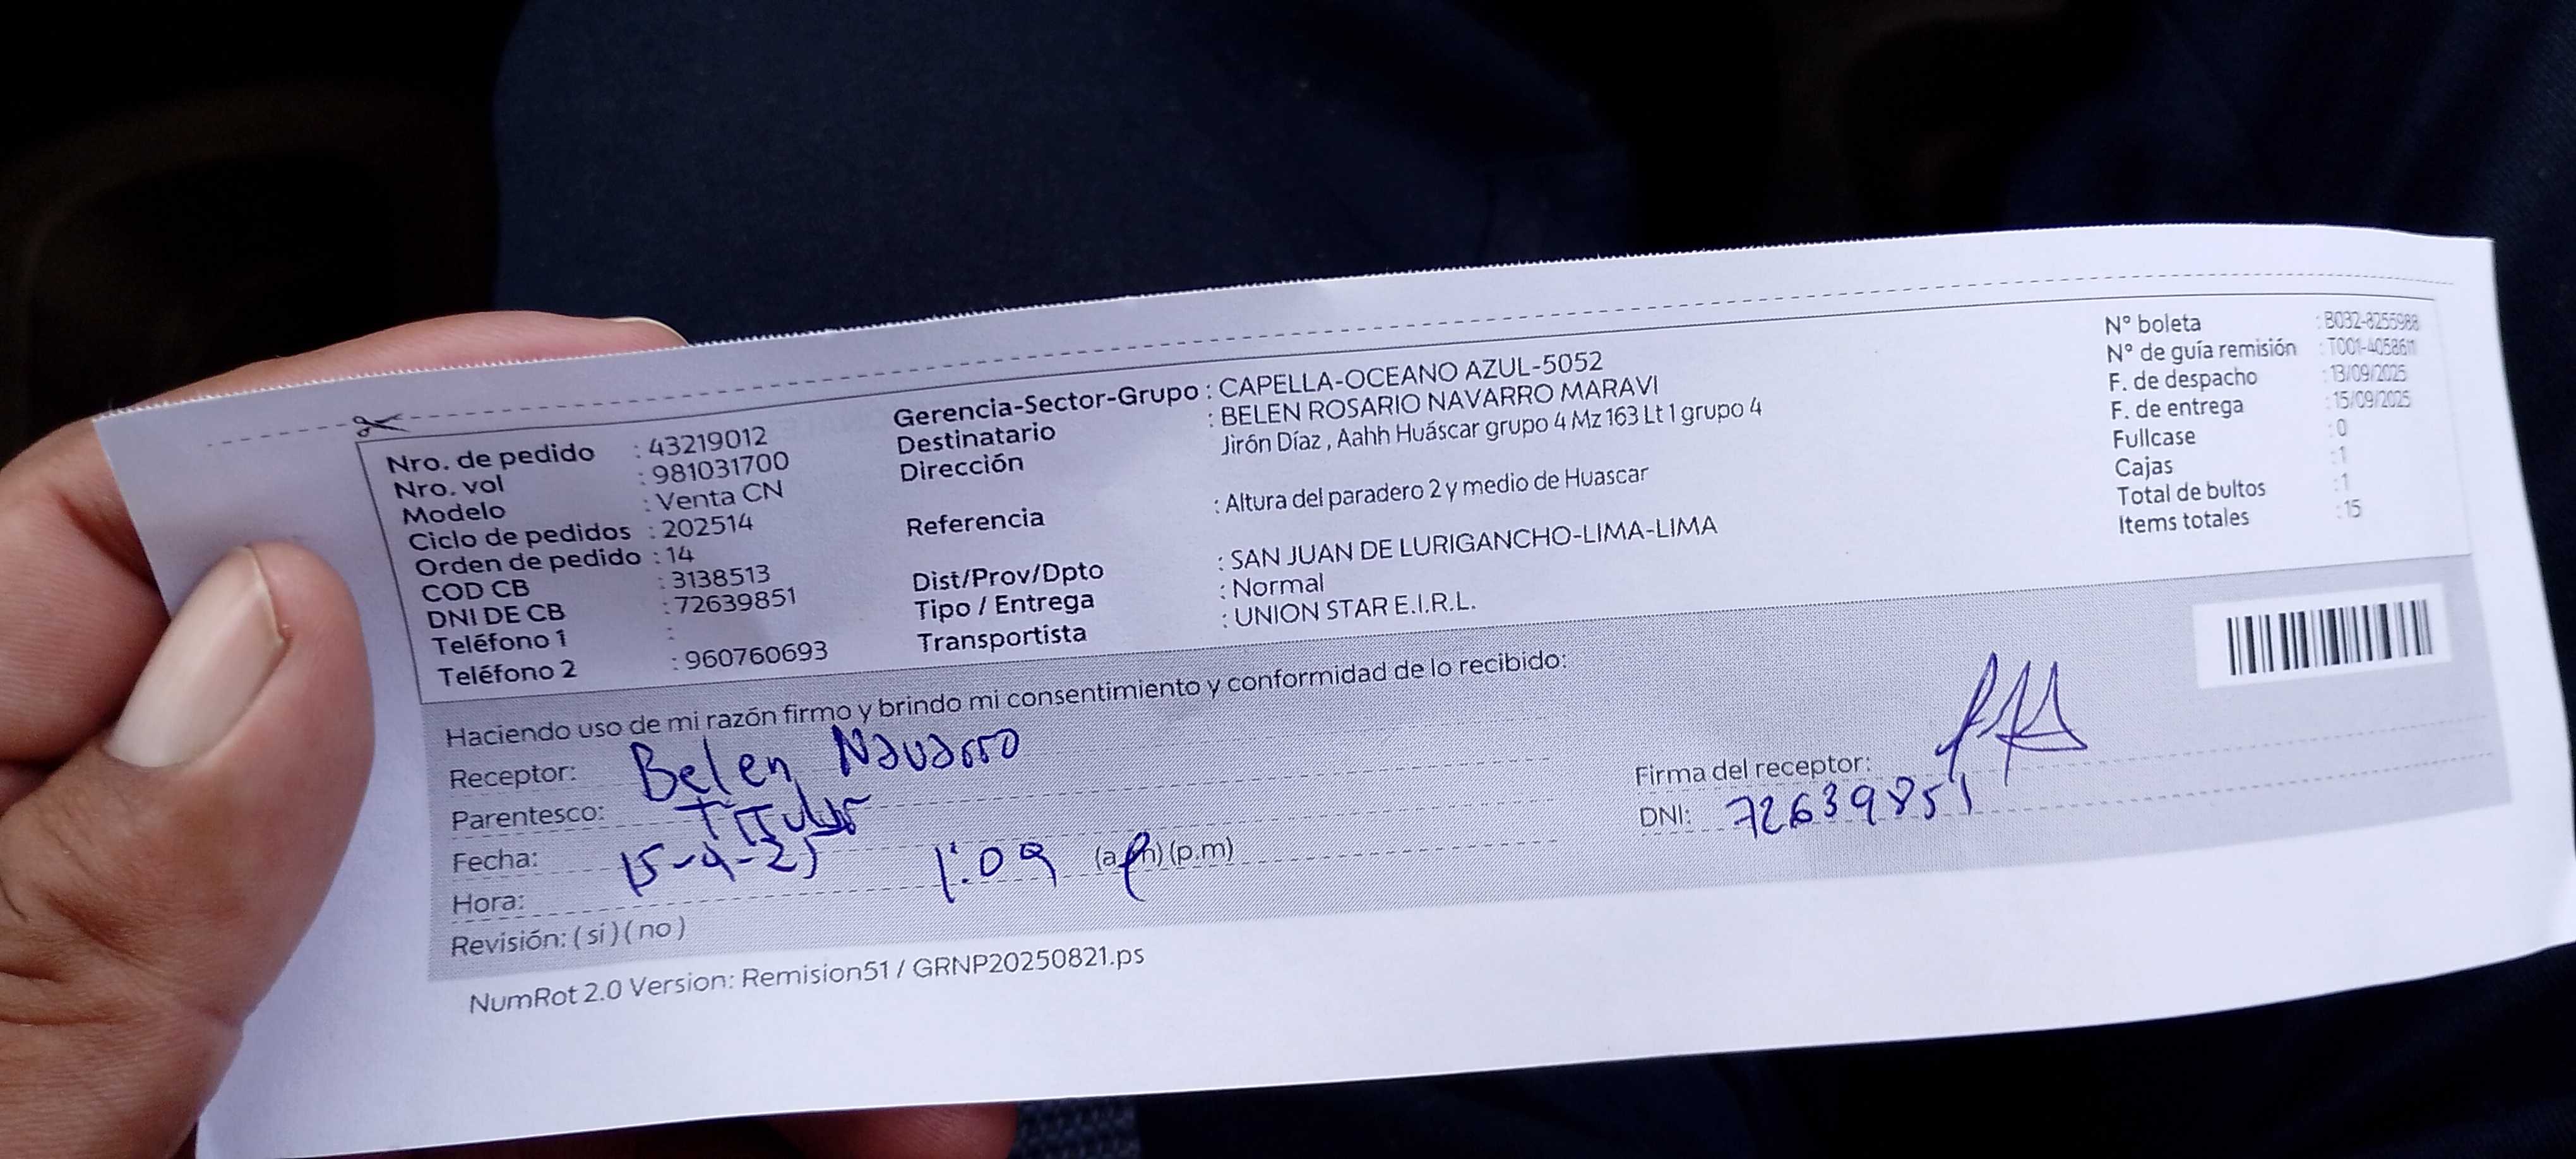 Nro. de pedido : 43219012
Nro. vol : 981031700
Modelo : Venta CN
Ciclo de pedidos : 202514
Orden de pedido : 14
COD CB : 3138513
DNI DE CB : 72639851
Teléfono 1 :
Teléfono 2 : 960760693
Gerencia-Sector-Grupo : CAPELLA-OCEANO AZUL-5052
Destinatario : BELEN ROSARIO NAVARRO MARAVI
Dirección Jirón Díaz , Aahh Huáscar grupo 4 Mz 163 Lt 1 grupo 4
Referencia : Altura del paradero 2 y medio de Huascar
Dist/Prov/Dpto : SAN JUAN DE LURIGANCHO-LIMA-LIMA
Tipo / Entrega : Normal
Transportista : UNION STAR E.I.R.L.
N° boleta : B032-8255988
N° de guía remisión
F. de despacho : 13/09/2025
F. de entrega : 15/09/2025
Fullcase : 0
Cajas : 1
Total de bultos : 1
Items totales : 15
Haciendo uso de mi razón firmo y brindo mi consentimiento y conformidad de lo recibido:
Receptor: Belen Navarro
Parentesco: Titular
Fecha: 15-9-25
Hora: 1:09 (a.m) (p.m)
Revisión: ( si ) ( no )
Firma del receptor:
DNI: 72639851
NumRot 2.0 Version: Remision51 / GRNP20250821.ps